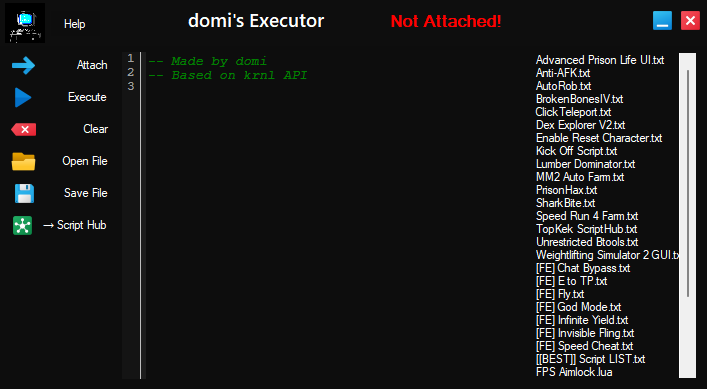 Help
domi's Executor
Not Attached!
Attach
Execute
Clear
Open File
Save File
→ Script Hub
1 -- Made by domi
2 -- Based on krnl API
3
Advanced Prison Life UI.txt
Anti-AFK.txt
AutoRob.txt
BrokenBonesIV.txt
ClickTeleport.txt
Dex Explorer V2.txt
Enable Reset Character.txt
Kick Off Script.txt
Lumber Dominator.txt
MM2 Auto Farm.txt
PrisonHax.txt
SharkBite.txt
Speed Run 4 Farm.txt
TopKek ScriptHub.txt
Unrestricted Btools.txt
Weightlifting Simulator 2 GUI.txt
[FE] Chat Bypass.txt
[FE] E to TP.txt
[FE] Fly.txt
[FE] God Mode.txt
[FE] Infinite Yield.txt
[FE] Invisible Fling.txt
[FE] Speed Cheat.txt
[[BEST]] Script LIST.txt
FPS Aimlock.lua